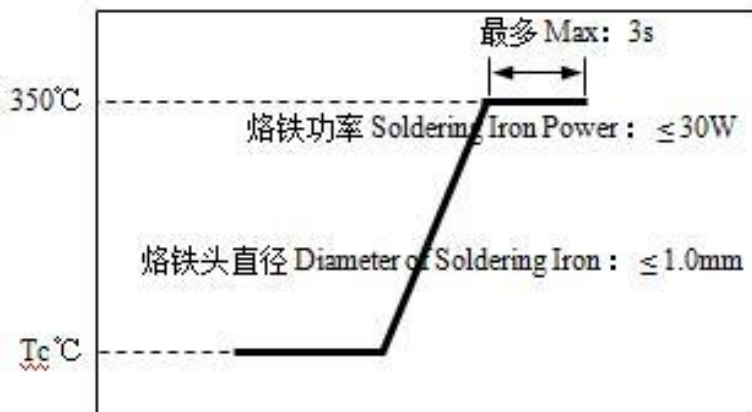 最多 Max：3s
350℃
烙铁功率 Soldering Iron Power：≤30W
烙铁头直径 Diameter of Soldering Iron：≤1.0mm
Tc℃